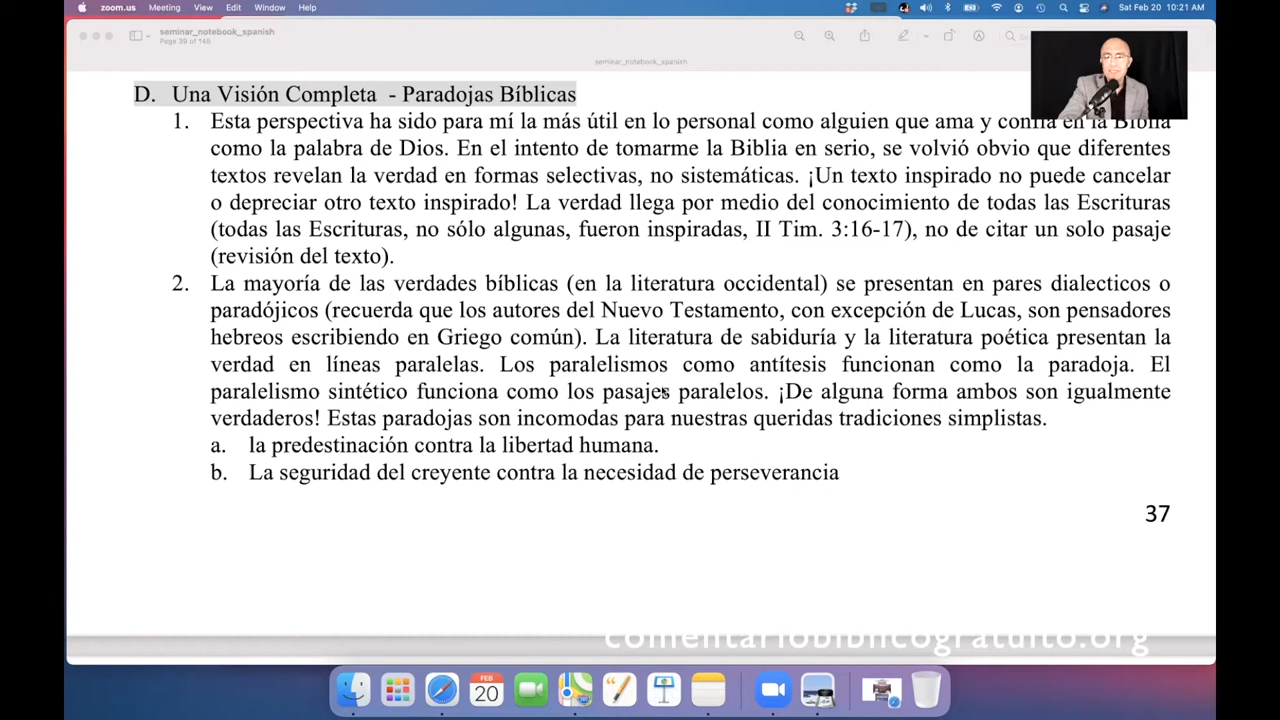 zoom.us Meeting View Edit Window Help Sat Feb 20 10:21 AM
seminar_notebook_spanish
Page 39 of 146
seminar_notebook_spanish
D. Una Visión Completa - Paradojas Bíblicas
1. Esta perspectiva ha sido para mí la más útil en lo personal como alguien que ama y confía en la Biblia
como la palabra de Dios. En el intento de tomarme la Biblia en serio, se volvió obvio que diferentes
textos revelan la verdad en formas selectivas, no sistemáticas. ¡Un texto inspirado no puede cancelar
o depreciar otro texto inspirado! La verdad llega por medio del conocimiento de todas las Escrituras
(todas las Escrituras, no sólo algunas, fueron inspiradas, II Tim. 3:16-17), no de citar un solo pasaje
(revisión del texto).
2. La mayoría de las verdades bíblicas (en la literatura occidental) se presentan en pares dialecticos o
paradójicos (recuerda que los autores del Nuevo Testamento, con excepción de Lucas, son pensadores
hebreos escribiendo en Griego común). La literatura de sabiduría y la literatura poética presentan la
verdad en líneas paralelas. Los paralelismos como antítesis funcionan como la paradoja. El
paralelismo sintético funciona como los pasajes paralelos. ¡De alguna forma ambos son igualmente
verdaderos! Estas paradojas son incomodas para nuestras queridas tradiciones simplistas.
a. la predestinación contra la libertad humana.
b. La seguridad del creyente contra la necesidad de perseverancia
37
comentariobiblicogratuito.org
FEB
20